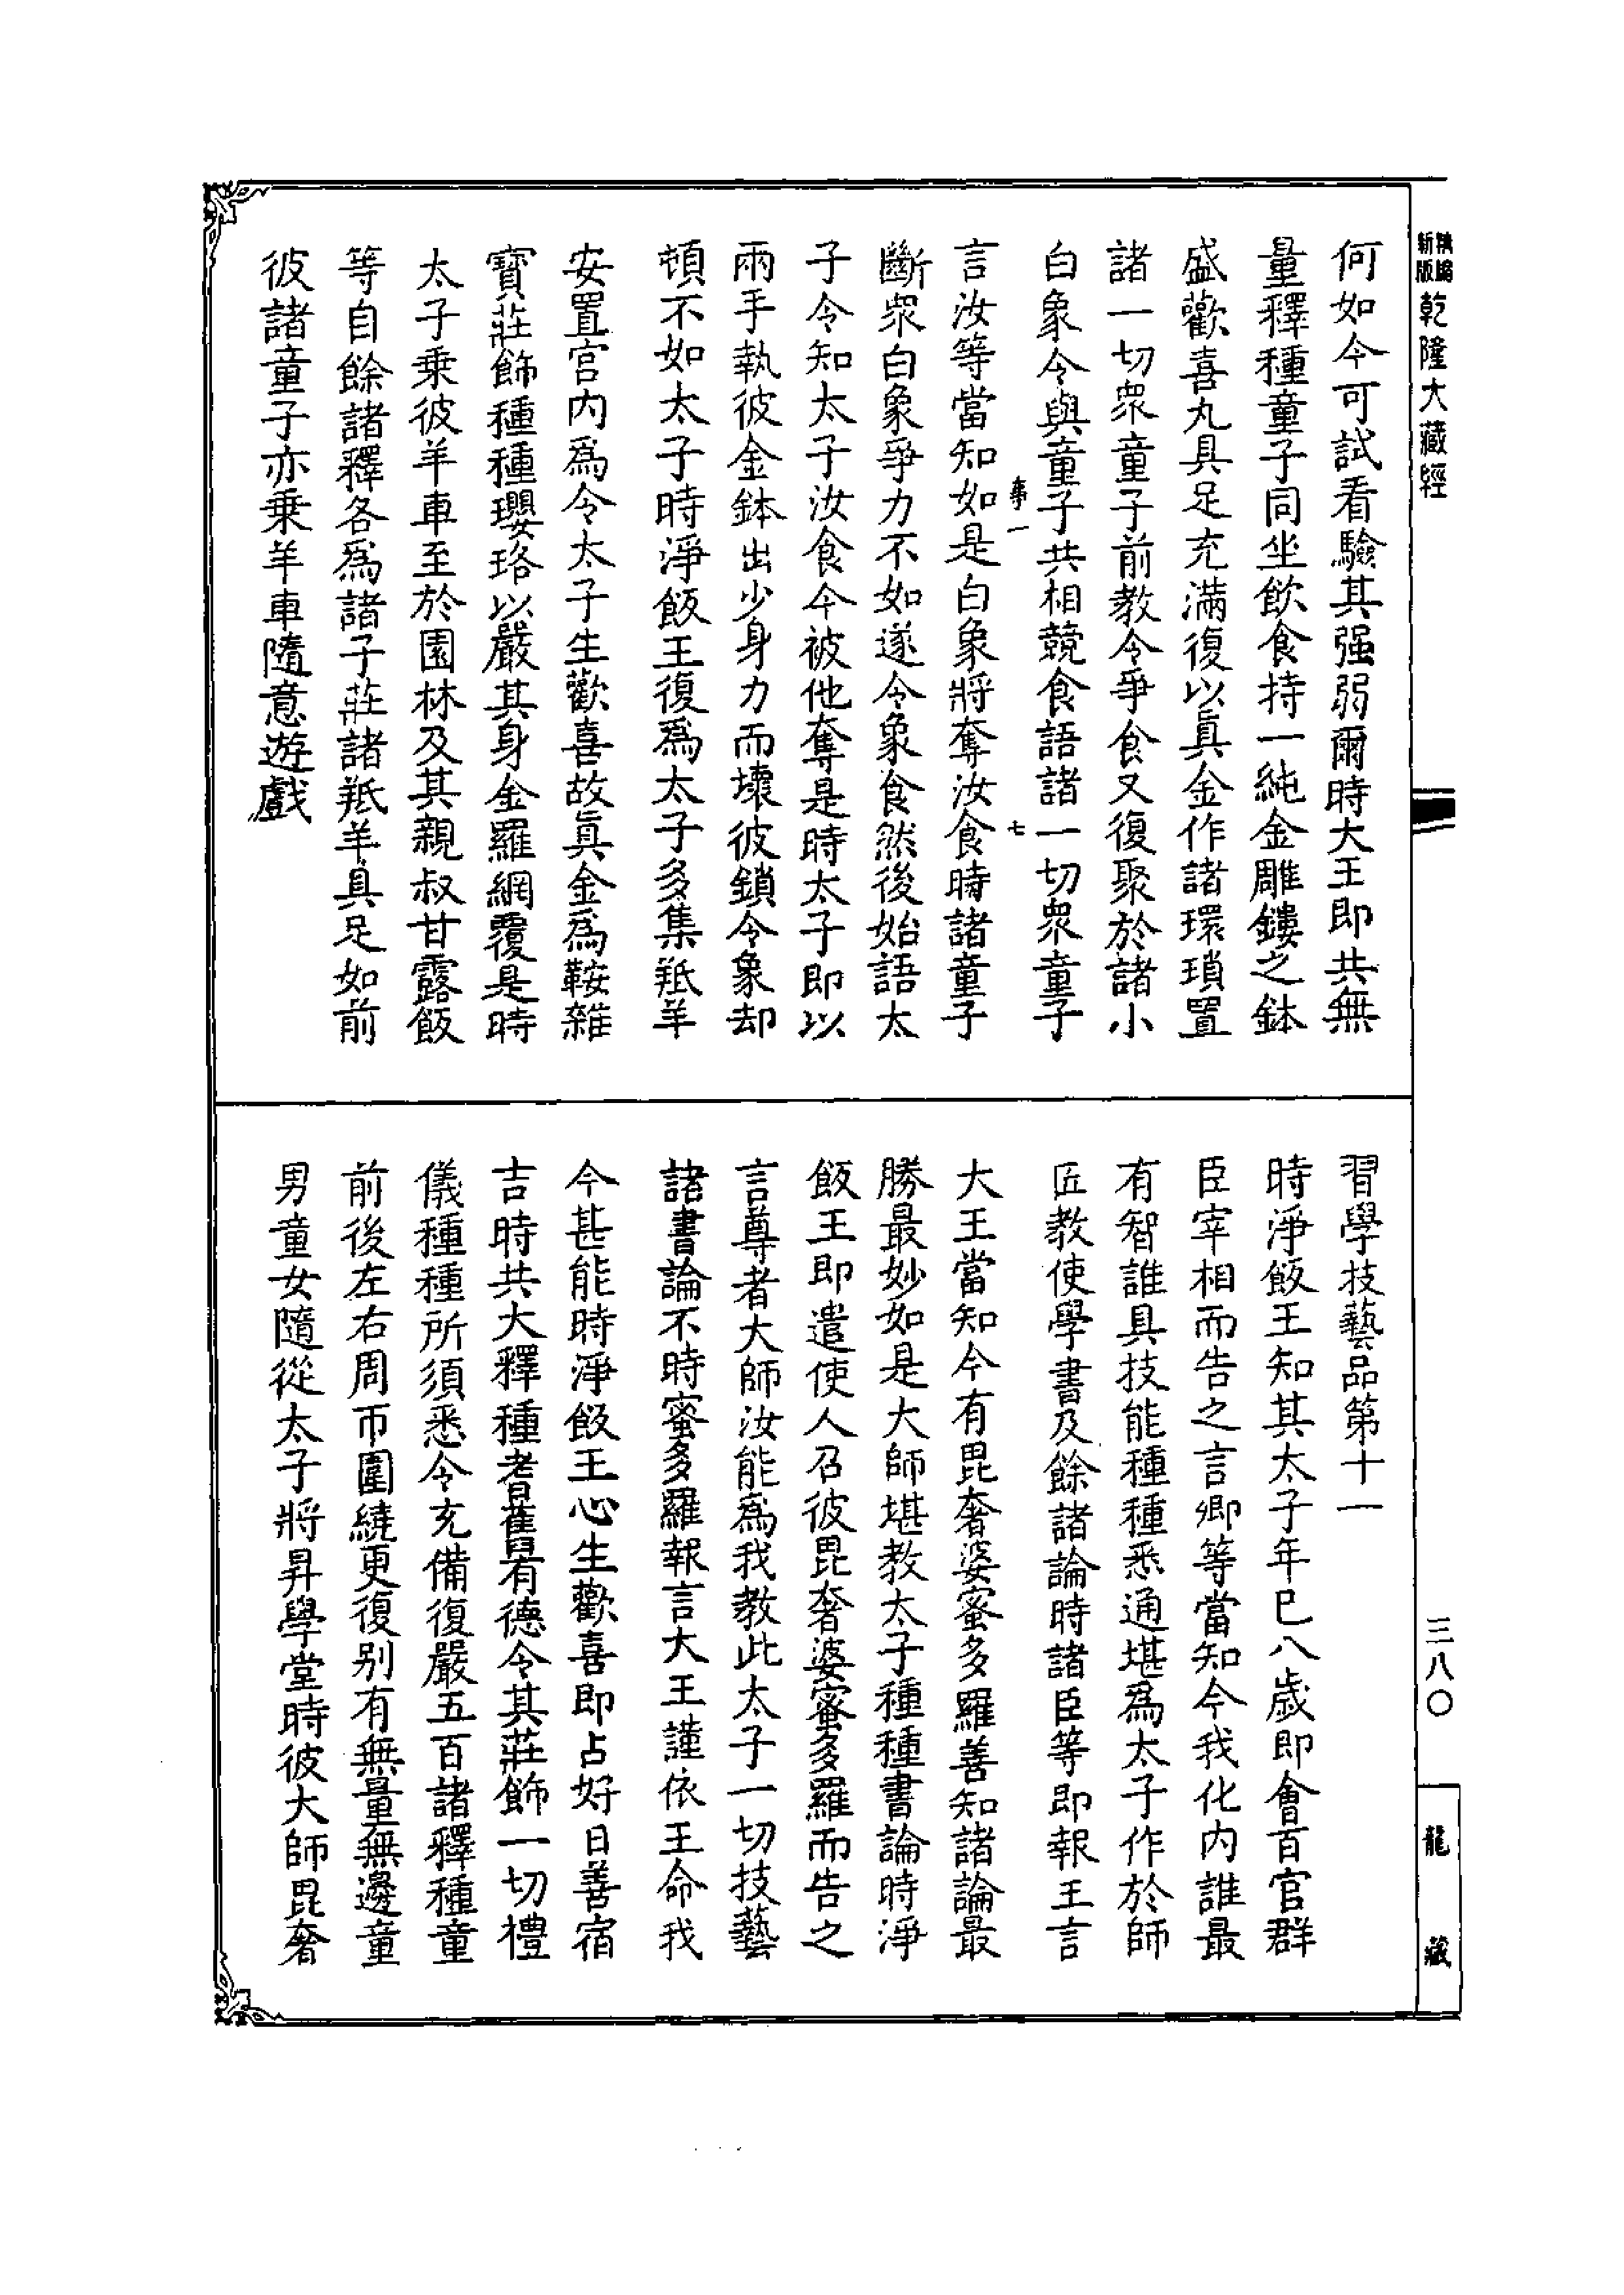 新版
精編
乾隆大藏經
何如今可試看驗其强弱爾時大王即共無
量釋種童子同坐飲食持一純金雕鏤之鉢
盛歡喜丸具足充滿復以真金作諸環瑣置
諸一切衆童子前教令爭食又復聚於諸小
白象令與童子共相競食語諸一切衆童子
事一
七
言汝等當知如是白象將奪汝食時諸童子
斷衆白象爭力不如遂令象食然後始語太
子令知太子汝食今被他奪是時太子即以
兩手執彼金鉢出少身力而壞彼鎖令象却
頓不如太子時淨飯王復爲太子多集羝羊
安置宫内爲令太子生歡喜故真金爲鞍雜
寶莊飾種種瓔珞以嚴其身金羅網覆是時
太子乘彼羊車至於園林及其親叔甘露飯
等自餘諸釋各爲諸子莊諸羝羊具足如前
彼諸童子亦乘羊車隨意遊戲
習學技藝品第十一
時淨飯王知其太子年已八歲即會百官群
臣宰相而告之言卿等當知今我化内誰最
有智誰具技能種種悉通堪爲太子作於師
匠教使學書及餘諸論時諸臣等即報王言
大王當知今有毘奢婆蜜多羅善知諸論最
勝最妙如是大師堪教太子種種書論時淨
飯王即遣使人召彼毘奢婆蜜多羅而告之
言尊者大師汝能爲我教此太子一切技藝
諸書論不時蜜多羅報言大王謹依王命我
今甚能時淨飯王心生歡喜即占好日善宿
吉時共大釋種耆舊有德令其莊飾一切禮
儀種種所須悉令充備復嚴五百諸釋種童
前後左右周帀圍繞更復别有無量無邊童
男童女隨從太子將昇學堂時彼大師毘奢
三八〇
龍藏